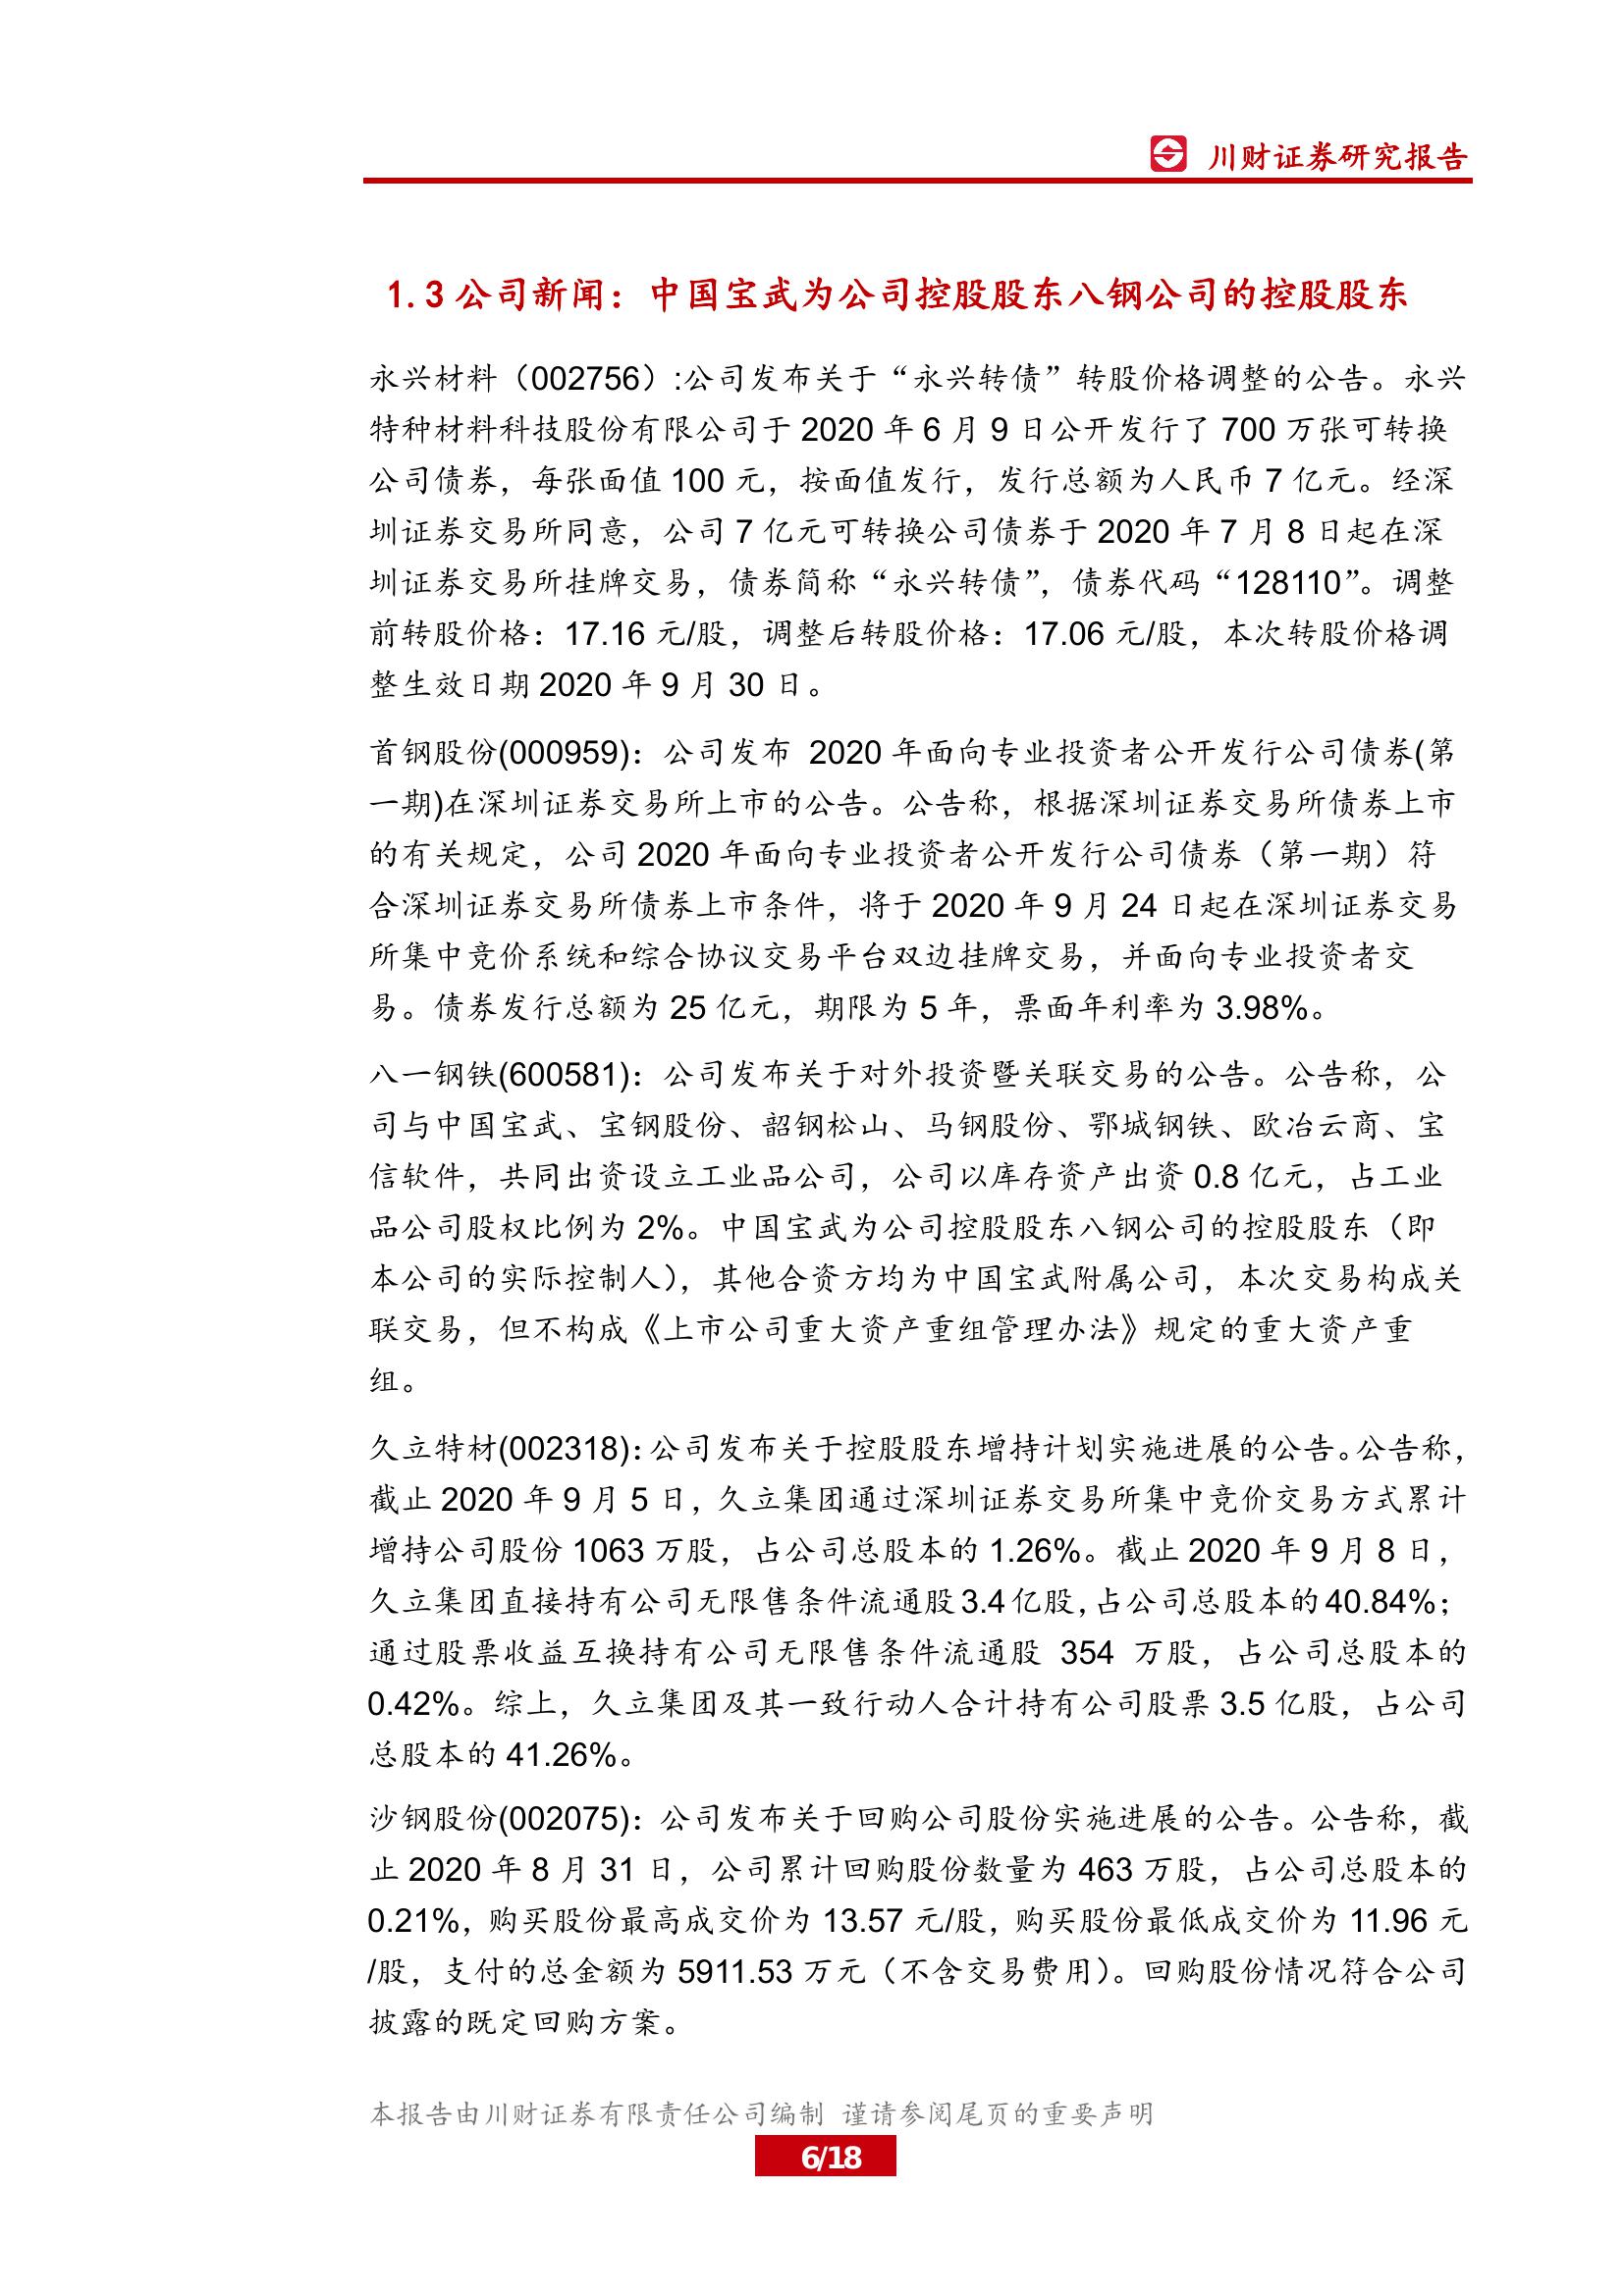 川财证券研究报告
1.3 公司新闻：中国宝武为公司控股股东八钢公司的控股股东
永兴材料（002756）:公司发布关于“永兴转债”转股价格调整的公告。永兴
特种材料科技股份有限公司于 2020 年 6 月 9 日公开发行了 700 万张可转换
公司债券，每张面值 100 元，按面值发行，发行总额为人民币 7 亿元。经深
圳证券交易所同意，公司 7 亿元可转换公司债券于 2020 年 7 月 8 日起在深
圳证券交易所挂牌交易，债券简称“永兴转债”，债券代码“128110”。调整
前转股价格：17.16 元/股，调整后转股价格：17.06 元/股，本次转股价格调
整生效日期 2020 年 9 月 30 日。
首钢股份(000959)：公司发布 2020 年面向专业投资者公开发行公司债券(第
一期)在深圳证券交易所上市的公告。公告称，根据深圳证券交易所债券上市
的有关规定，公司 2020 年面向专业投资者公开发行公司债券（第一期）符
合深圳证券交易所债券上市条件，将于 2020 年 9 月 24 日起在深圳证券交易
所集中竞价系统和综合协议交易平台双边挂牌交易，并面向专业投资者交
易。债券发行总额为 25 亿元，期限为 5 年，票面年利率为 3.98%。
八一钢铁(600581)：公司发布关于对外投资暨关联交易的公告。公告称，公
司与中国宝武、宝钢股份、韶钢松山、马钢股份、鄂城钢铁、欧冶云商、宝
信软件，共同出资设立工业品公司，公司以库存资产出资 0.8 亿元，占工业
品公司股权比例为 2%。中国宝武为公司控股股东八钢公司的控股股东（即
本公司的实际控制人），其他合资方均为中国宝武附属公司，本次交易构成关
联交易，但不构成《上市公司重大资产重组管理办法》规定的重大资产重
组。
久立特材(002318)：公司发布关于控股股东增持计划实施进展的公告。公告称，
截止 2020 年 9 月 5 日，久立集团通过深圳证券交易所集中竞价交易方式累计
增持公司股份 1063 万股，占公司总股本的 1.26%。截止 2020 年 9 月 8 日，
久立集团直接持有公司无限售条件流通股 3.4 亿股，占公司总股本的 40.84%；
通过股票收益互换持有公司无限售条件流通股 354 万股，占公司总股本的
0.42%。综上，久立集团及其一致行动人合计持有公司股票 3.5 亿股，占公司
总股本的 41.26%。
沙钢股份(002075)：公司发布关于回购公司股份实施进展的公告。公告称，截
止 2020 年 8 月 31 日，公司累计回购股份数量为 463 万股，占公司总股本的
0.21%，购买股份最高成交价为 13.57 元/股，购买股份最低成交价为 11.96 元
/股，支付的总金额为 5911.53 万元（不含交易费用）。回购股份情况符合公司
披露的既定回购方案。
本报告由川财证券有限责任公司编制 谨请参阅尾页的重要声明
6/18